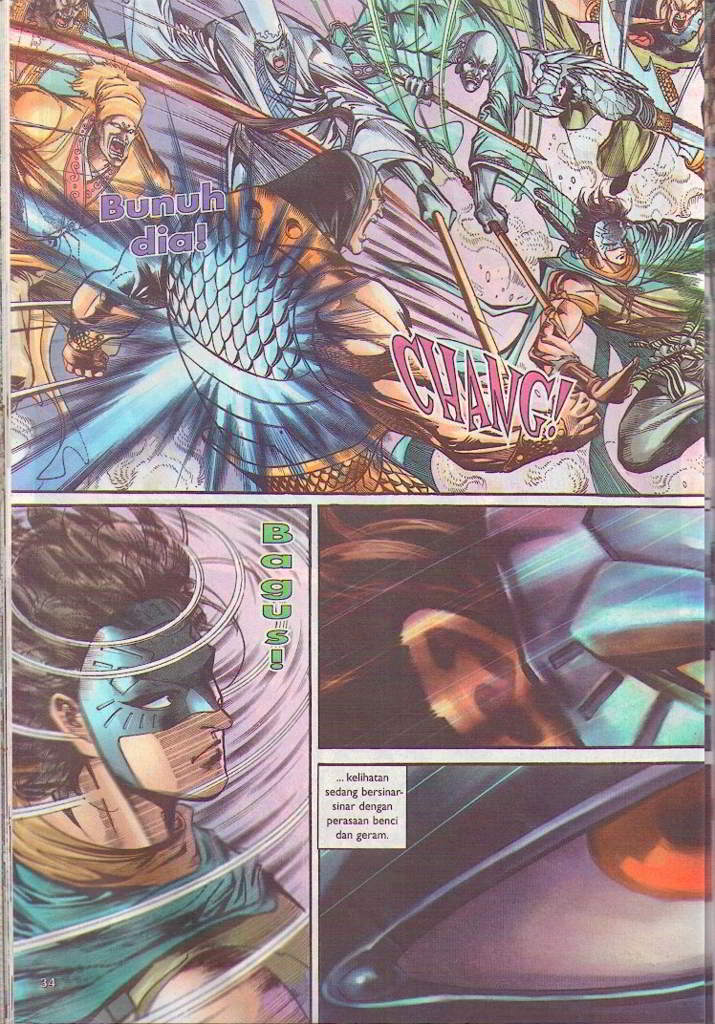 Bunuh
dia!
CHANG!
Bagus!
... kelihatan
sedang bersinar-
sinar dengan
perasaan benci
dan geram.
34